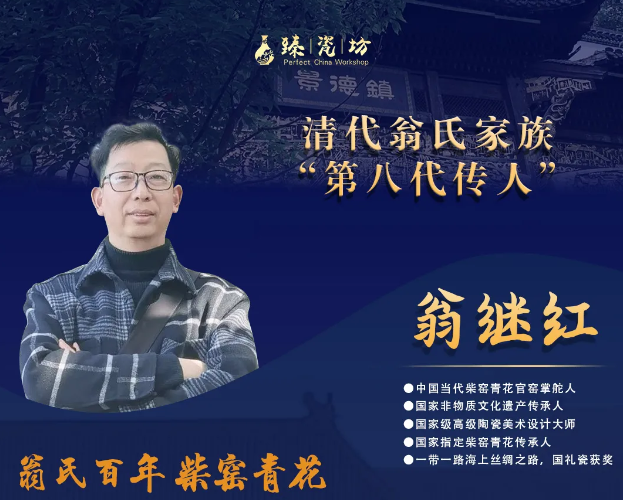 臻瓷坊
Perfect China Workshop
景德鎮
清代翁氏家族
“第八代传人”
翁继红
●中国当代柴窑青花官窑掌舵人
●国家非物质文化遗产传承人
●国家级高级陶瓷美术设计大师
●国家指定柴窑青花传承人
●一带一路海上丝绸之路，国礼瓷获奖
翁氏百年柴窑青花